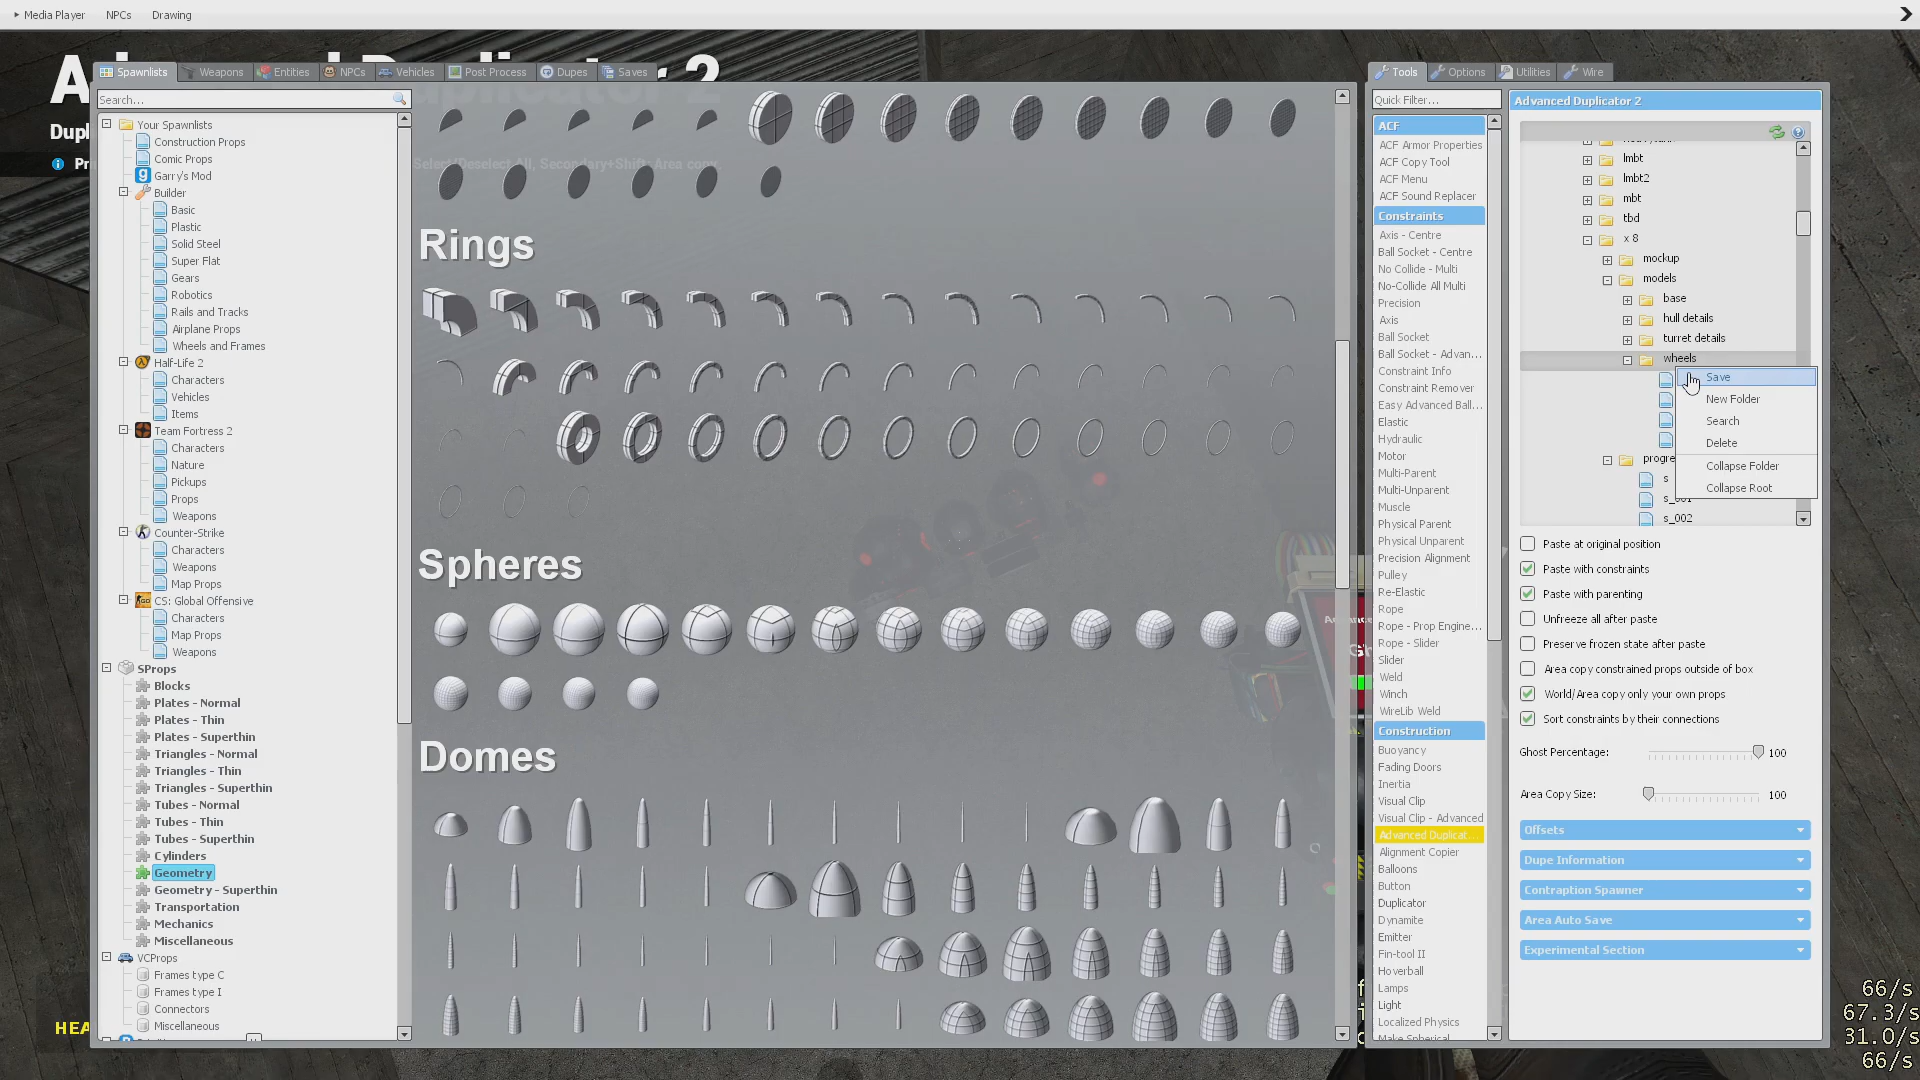 Media Player
NPCs
Drawing
Spawnlists
Weapons
Entities
NPCs
Vehicles
Post Process
Dupes
Saves
Search...
Your Spawnlists
Construction Props
Comic Props
Garry's Mod
Builder
Basic
Plastic
Solid Steel
Super Flat
Gears
Robotics
Rails and Tracks
Airplane Props
Wheels and Frames
Half-Life 2
Characters
Vehicles
Items
Team Fortress 2
Characters
Nature
Pickups
Props
Weapons
Counter-Strike
Characters
Weapons
Map Props
CS: Global Offensive
Characters
Map Props
Weapons
SProps
Blocks
Plates - Normal
Plates - Thin
Plates - Superthin
Triangles - Normal
Triangles - Thin
Triangles - Superthin
Tubes - Normal
Tubes - Thin
Tubes - Superthin
Cylinders
Geometry
Geometry - Superthin
Transportation
Mechanics
Miscellaneous
VCProps
Frames type C
Frames type I
Connectors
Miscellaneous
Select/Deselect All, Secondary+Shift: Area copy
Rings
Spheres
Domes
Tools
Options
Utilities
Wire
Quick Filter...
ACF
ACF Armor Properties
ACF Copy Tool
ACF Menu
ACF Sound Replacer
Constraints
Axis - Centre
Ball Socket - Centre
No Collide - Multi
No-Collide All Multi
Precision
Axis
Ball Socket
Ball Socket - Advan...
Constraint Info
Constraint Remover
Easy Advanced Ball...
Elastic
Hydraulic
Motor
Multi-Parent
Multi-Unparent
Muscle
Physical Parent
Physical Unparent
Precision Alignment
Pulley
Re-Elastic
Rope
Rope - Prop Engine...
Rope - Slider
Slider
Weld
Winch
WireLib Weld
Construction
Buoyancy
Fading Doors
Inertia
Visual Clip
Visual Clip - Advanced
Advanced Duplicat...
Alignment Copier
Balloons
Button
Duplicator
Dynamite
Emitter
Fin-tool II
Hoverball
Lamps
Light
Localized Physics
Make Spherical
Advanced Duplicator 2
lmbt
lmbt2
mbt
tbd
x 8
mockup
models
base
hull details
turret details
wheels
Save
New Folder
Search
Delete
Collapse Folder
Collapse Root
progre
s
s_001
s_002
Paste at original position
Paste with constraints
Paste with parenting
Unfreeze all after paste
Preserve frozen state after paste
Area copy constrained props outside of box
World/Area copy only your own props
Sort constraints by their connections
Ghost Percentage: 100
Area Copy Size: 100
Offsets
Dupe Information
Contraption Spawner
Area Auto Save
Experimental Section
HEA
66/s
67.3/s
31.0/s
66/s